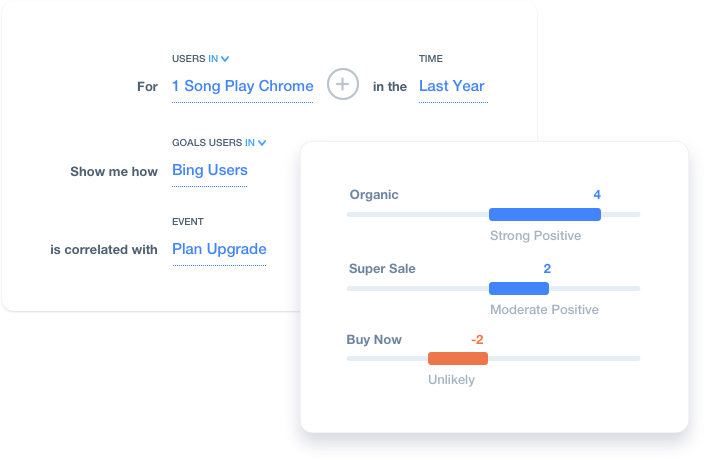 USERS IN
TIME
For 1 Song Play Chrome in the Last Year
GOALS USERS IN
Show me how Bing Users
EVENT
is correlated with Plan Upgrade
Organic 4
Strong Positive
Super Sale 2
Moderate Positive
Buy Now -2
Unlikely